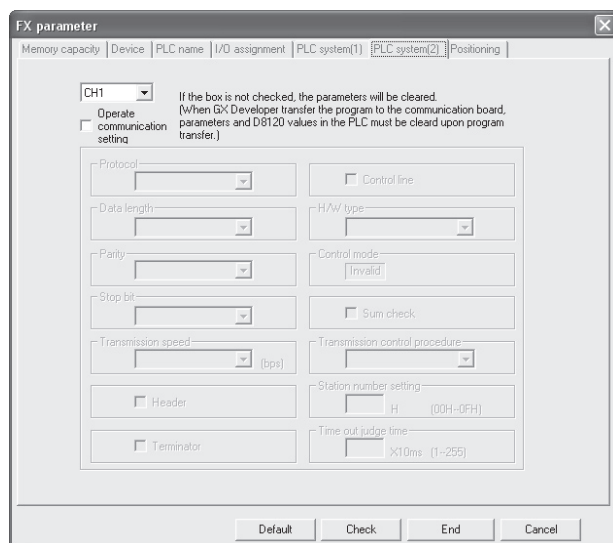 FX parameter
Memory capacity Device PLC name I/O assignment PLC system(1) PLC system(2) Positioning
CH1
If the box is not checked, the parameters will be cleared.
(When GX Developer transfer the program to the communication board,
parameters and D8120 values in the PLC must be cleard upon program
transfer.)
Operate
communication
setting
Protocol
Control line
Data length
H/W type
Parity
Control mode
Invalid
Stop bit
Sum check
Transmission speed
(bps)
Transmission control procedure
Header
Station number setting
H (00H--0FH)
Terminator
Time out judge time
X10ms (1--255)
Default Check End Cancel